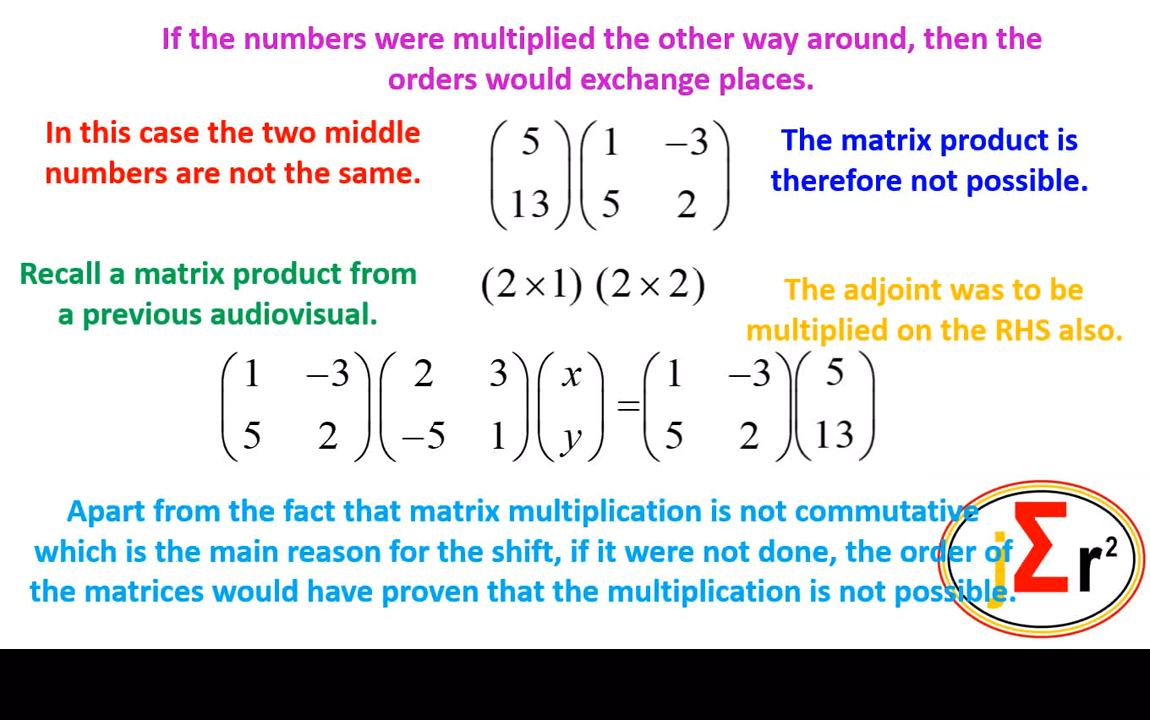 If the numbers were multiplied the other way around, then the
orders would exchange places.
In this case the two middle
numbers are not the same.
(5) (1 −3)
(13) (5 2)
The matrix product is
therefore not possible.
Recall a matrix product from
a previous audiovisual.
(2×1) (2×2)
The adjoint was to be
multiplied on the RHS also.
(1 −3) (2 3) (x) = (1 −3) (5)
(5 2) (−5 1) (y) (5 2) (13)
Apart from the fact that matrix multiplication is not commutative
which is the main reason for the shift, if it were not done, the order of
the matrices would have proven that the multiplication is not possible.
jΣr²